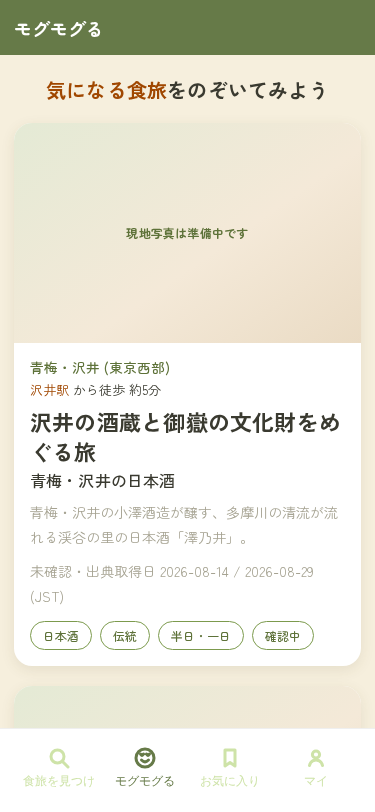 モグモグる
気になる食旅をのぞいてみよう
現地写真は準備中です
青梅・沢井 (東京西部)
沢井駅 から徒歩 約5分
沢井の酒蔵と御嶽の文化財をめ
ぐる旅
青梅・沢井の日本酒
青梅・沢井の小澤酒造が醸す、多摩川の清流が流
れる渓谷の里の日本酒「澤乃井」。
未確認・出典取得日 2026-08-14 / 2026-08-29
(JST)
日本酒 伝統 半日・一日 確認中
食旅を見つけ モグモグる お気に入り マイ